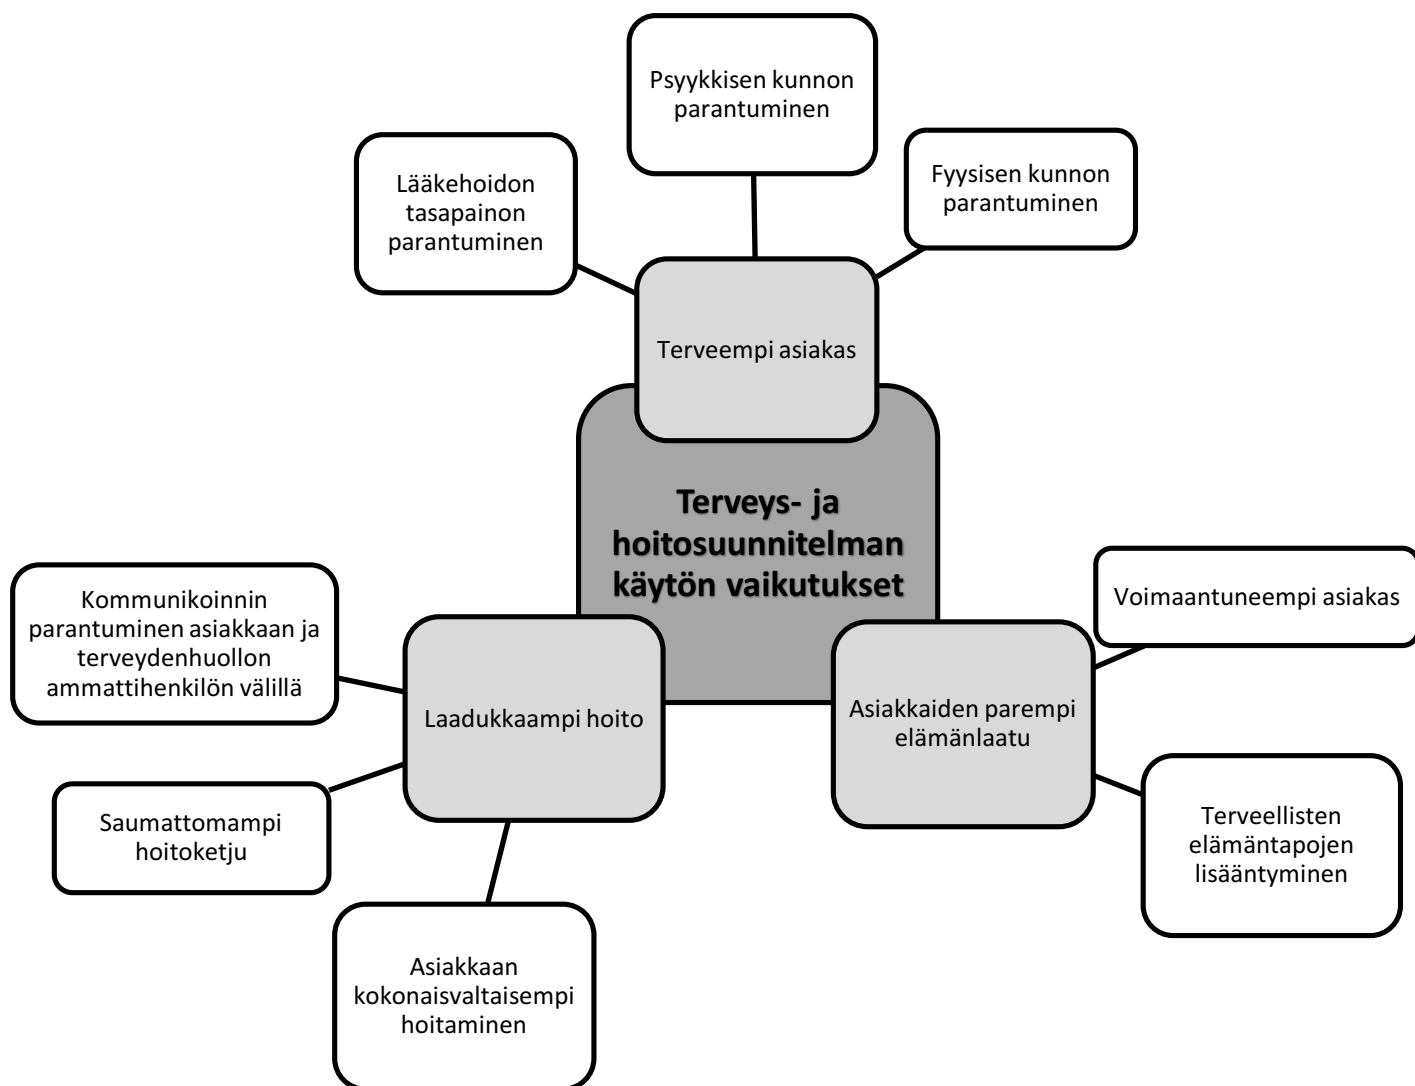 Psyykkisen kunnon
parantuminen
Lääkehoidon
tasapainon
parantuminen
Fyysisen kunnon
parantuminen
Terveempi asiakas
Terveys- ja
hoitosuunnitelman
käytön vaikutukset
Kommunikoinnin
parantuminen asiakkaan ja
terveydenhuollon
ammattihenkilön välillä
Voimaantuneempi asiakas
Laadukkaampi hoito
Asiakkaiden parempi
elämänlaatu
Saumattomampi
hoitoketju
Terveellisten
elämäntapojen
lisääntyminen
Asiakkaan
kokonaisvaltaisempi
hoitaminen